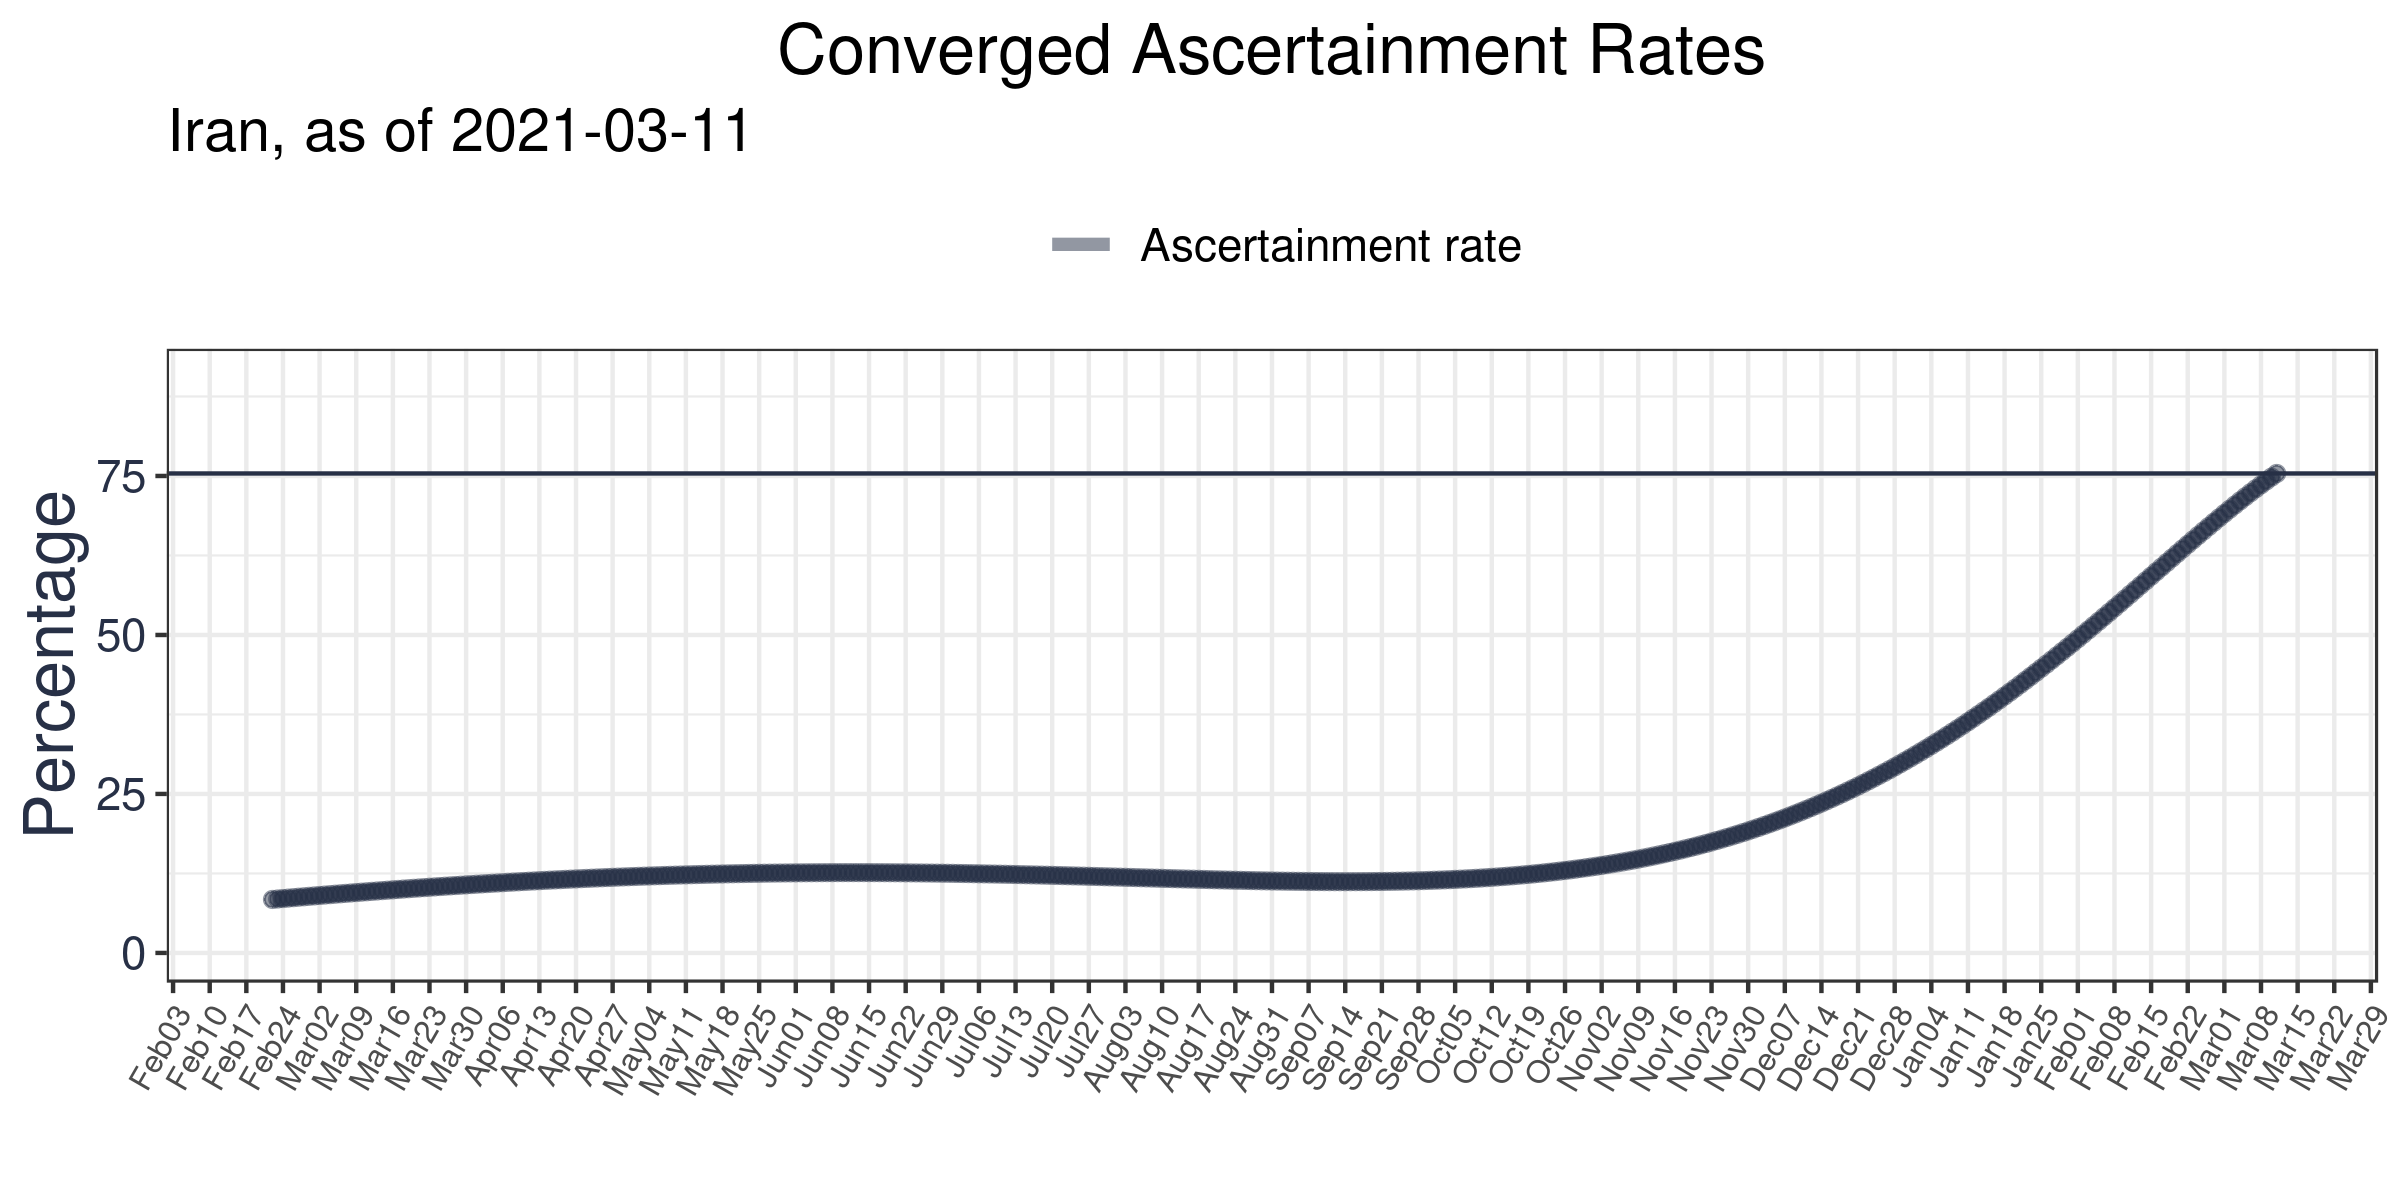 Converged Ascertainment Rates
Iran, as of 2021-03-11
Ascertainment rate
Percentage
75
50
25
0
Feb03
Feb10
Feb17
Feb24
Mar02
Mar09
Mar16
Mar23
Mar30
Apr06
Apr13
Apr20
Apr27
May04
May11
May18
May25
Jun01
Jun08
Jun15
Jun22
Jun29
Jul06
Jul13
Jul20
Jul27
Aug03
Aug10
Aug17
Aug24
Aug31
Sep07
Sep14
Sep21
Sep28
Oct05
Oct12
Oct19
Oct26
Nov02
Nov09
Nov16
Nov23
Nov30
Dec07
Dec14
Dec21
Dec28
Jan04
Jan11
Jan18
Jan25
Feb01
Feb08
Feb15
Feb22
Mar01
Mar08
Mar15
Mar22
Mar29